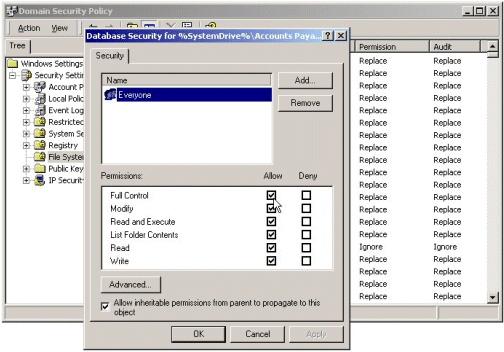 Domain Security Policy
Action View
Tree
Windows Settings
Security Settin
Account P
Local Polic
Event Log
Restricted
System Se
Registry
File System
Public Key
IP Securit
Database Security for %SystemDrive%\Accounts Paya...
Security
Name
Everyone
Add...
Remove
Permissions: Allow Deny
Full Control
Modify
Read and Execute
List Folder Contents
Read
Write
Advanced...
Allow inheritable permissions from parent to propagate to this
object
OK Cancel Apply
Permission Audit
Replace Replace
Replace Replace
Replace Replace
Replace Replace
Replace Replace
Replace Replace
Replace Replace
Replace Replace
Replace Replace
Replace Replace
Replace Replace
Replace Replace
Replace Replace
Replace Replace
Ignore Ignore
Replace Replace
Replace Replace
Replace Replace
Replace Replace